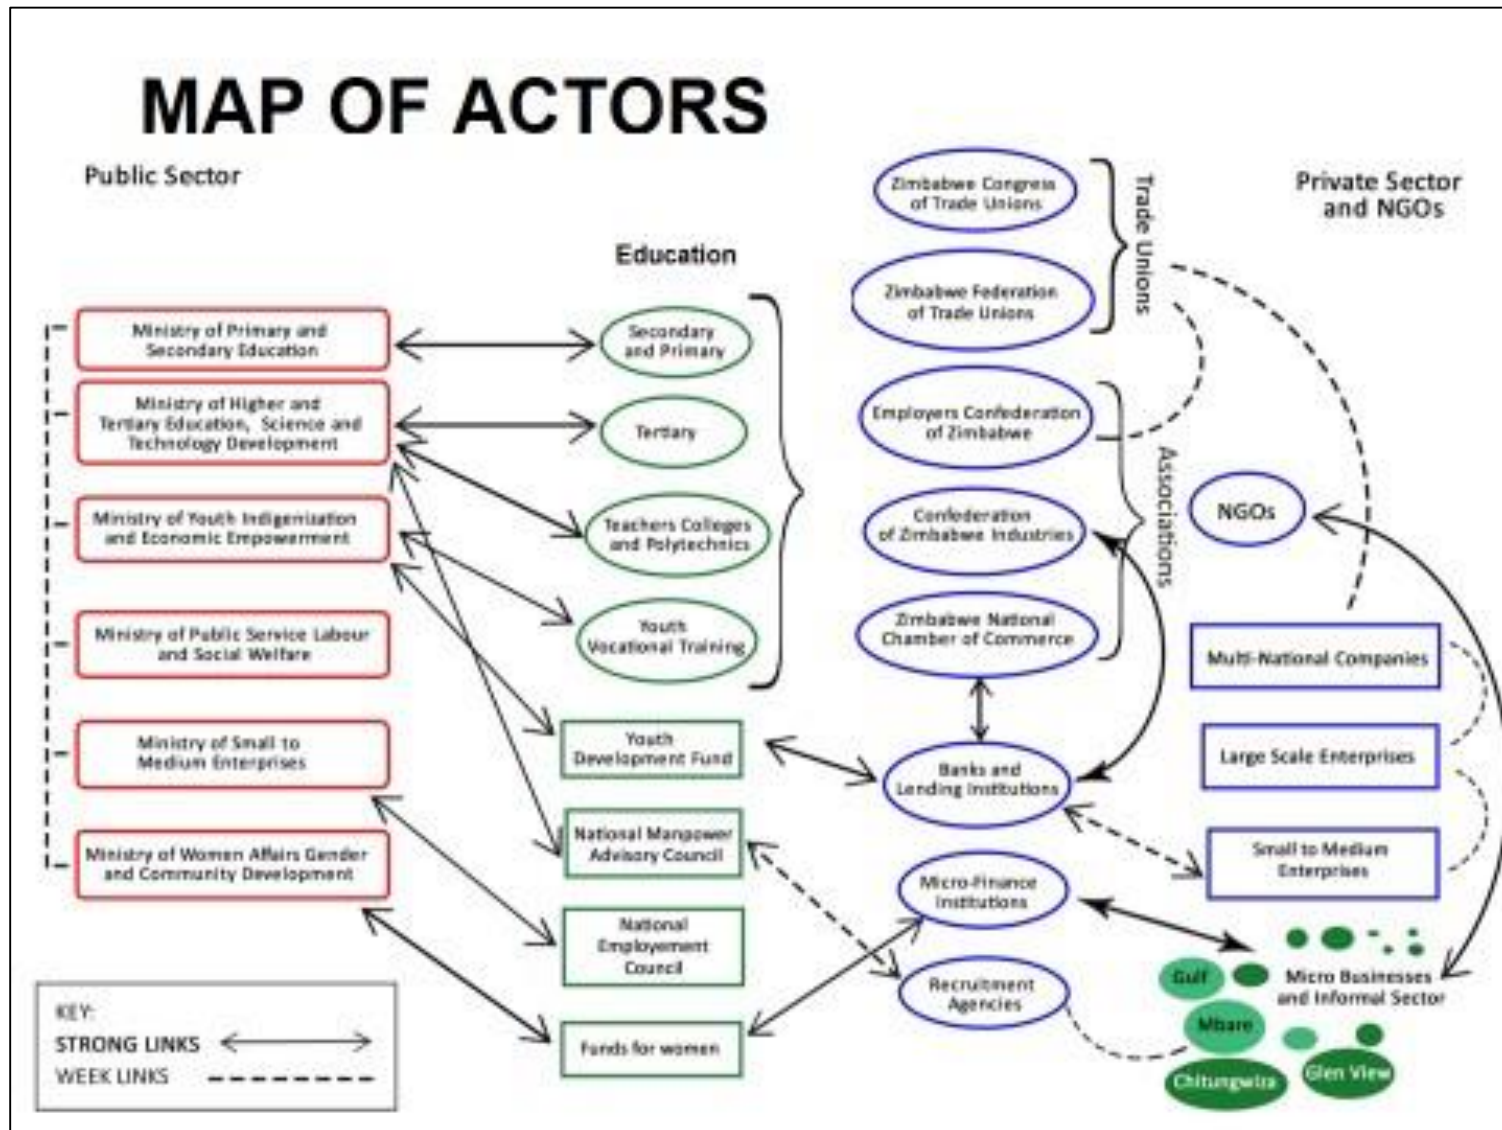 MAP OF ACTORS
Public Sector
Education
Private Sector
and NGOs
Ministry of Primary and
Secondary Education
Ministry of Higher and
Tertiary Education, Science and
Technology Development
Ministry of Youth Indigenization
and Economic Empowerment
Ministry of Public Service Labour
and Social Welfare
Ministry of Small to
Medium Enterprises
Ministry of Women Affairs Gender
and Community Development
Secondary
and Primary
Tertiary
Teachers Colleges
and Polytechnics
Youth
Vocational Training
Youth
Development Fund
National Manpower
Advisory Council
National
Employement
Council
Funds for women
Zimbabwe Congress
of Trade Unions
Zimbabwe Federation
of Trade Unions
Trade Unions
Employers Confederation
of Zimbabwe
Confederation
of Zimbabwe Industries
Zimbabwe National
Chamber of Commerce
Associations
Banks and
Lending Institutions
Micro-Finance
Institutions
Recruitment
Agencies
NGOs
Multi-National Companies
Large Scale Enterprises
Small to Medium
Enterprises
Micro Businesses
and Informal Sector
Gulf
Mbare
Chitungwiza
Glen View
KEY:
STRONG LINKS
WEEK LINKS